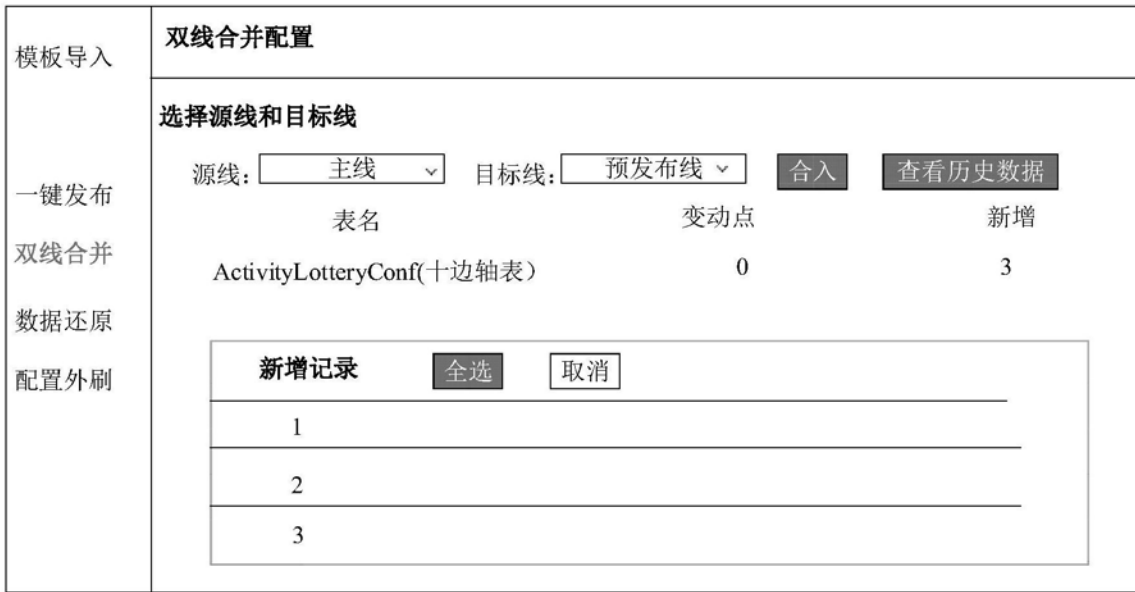 模板导入
一键发布
双线合并
数据还原
配置外刷
双线合并配置
选择源线和目标线
源线: 主线 目标线: 预发布线 合入 查看历史数据
表名 变动点 新增
ActivityLotteryConf(十边轴表) 0 3
新增记录 全选 取消
1
2
3